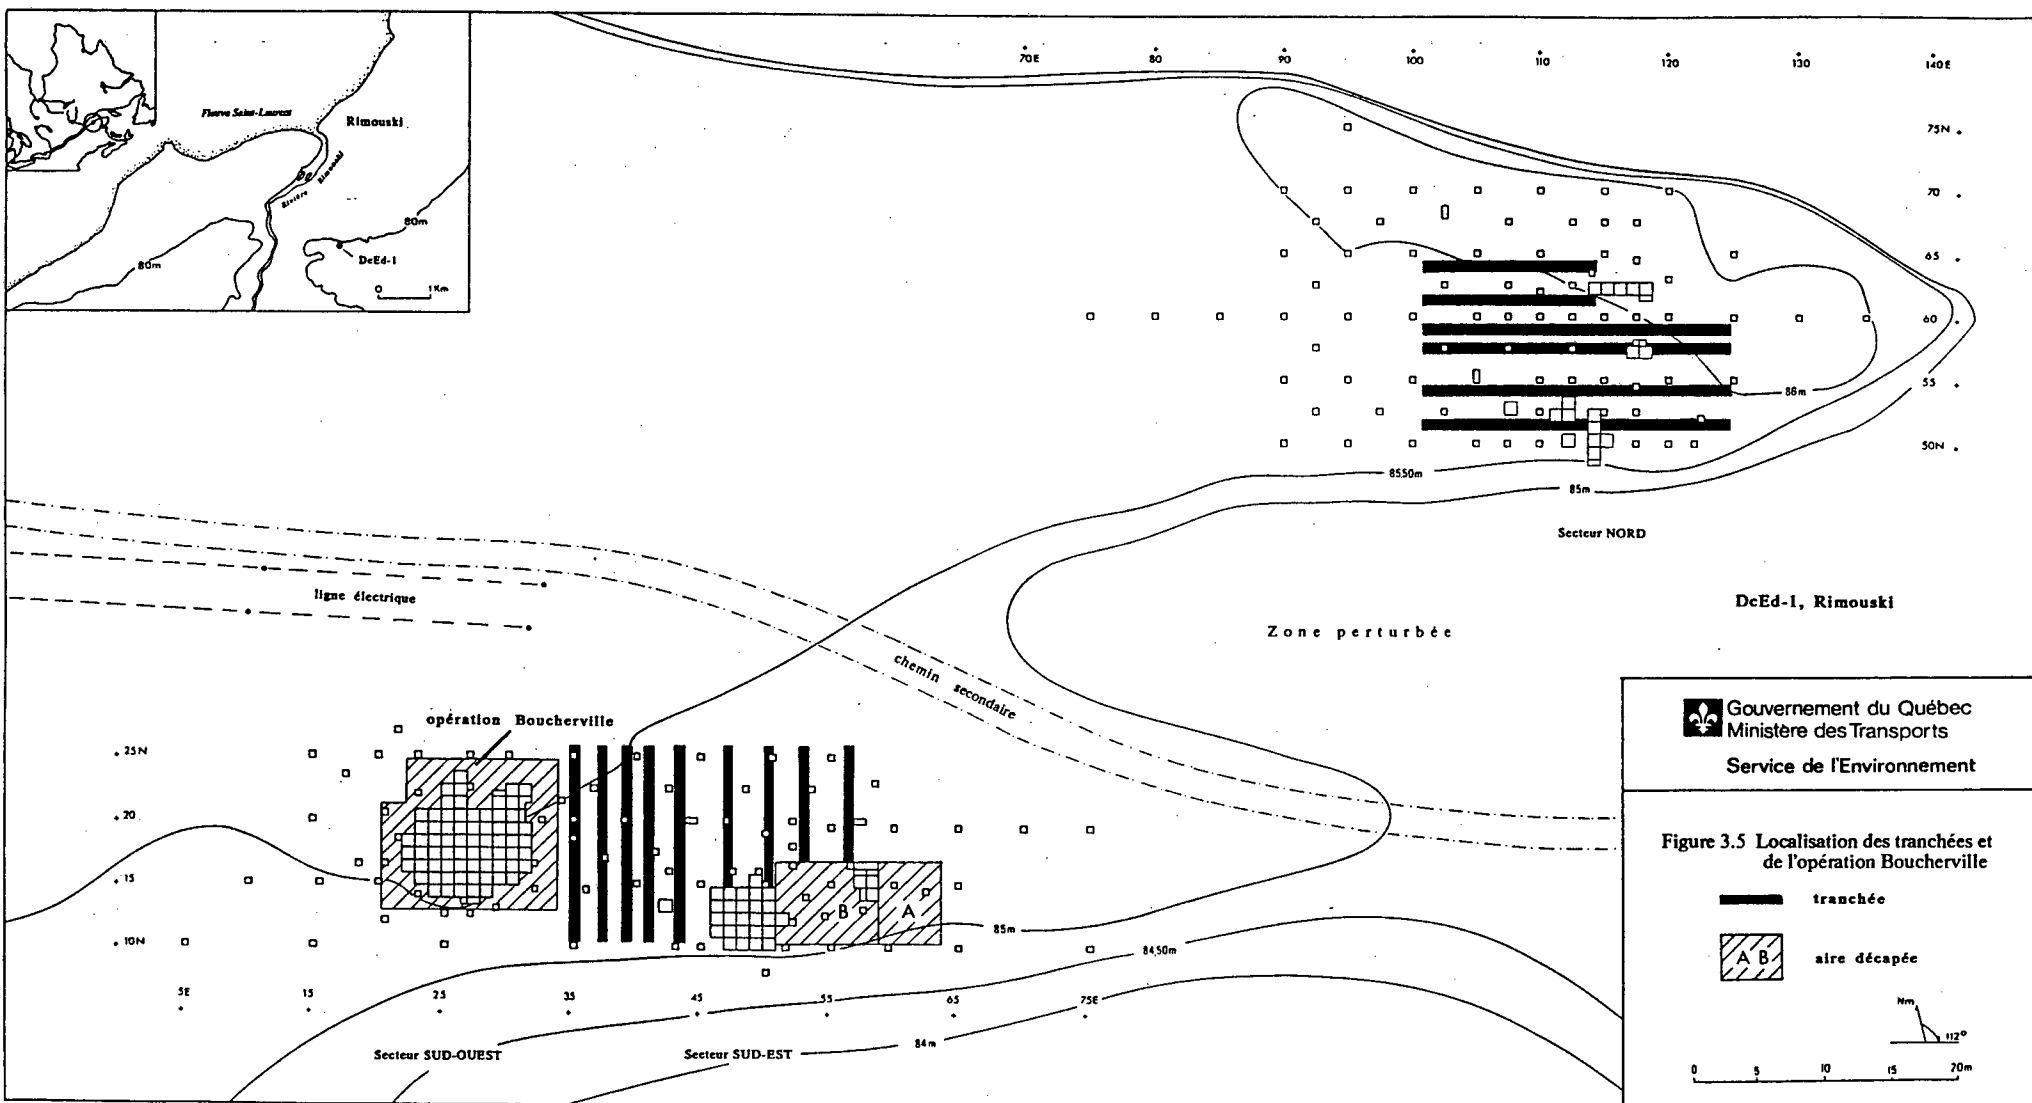 Fleuve Saint-Laurent
Rimouski
Rivière Rimouski
80m
80m
DcEd-1
0 1Km
70E 80 90 100 110 120 130 140E
75N
70
65
60
55
50N
86m
85,50m
85m
Secteur NORD
DcEd-1, Rimouski
Zone perturbée
ligne électrique
chemin secondaire
opération Boucherville
25N
20
15
10N
B A
85m
84,50m
84m
5E 15 25 35 45 55 65 75E
Secteur SUD-OUEST
Secteur SUD-EST
Gouvernement du Québec
Ministère des Transports
Service de l'Environnement
Figure 3.5 Localisation des tranchées et
de l'opération Boucherville
tranchée
A B
aire décapée
Nm
112°
0 5 10 15 20m